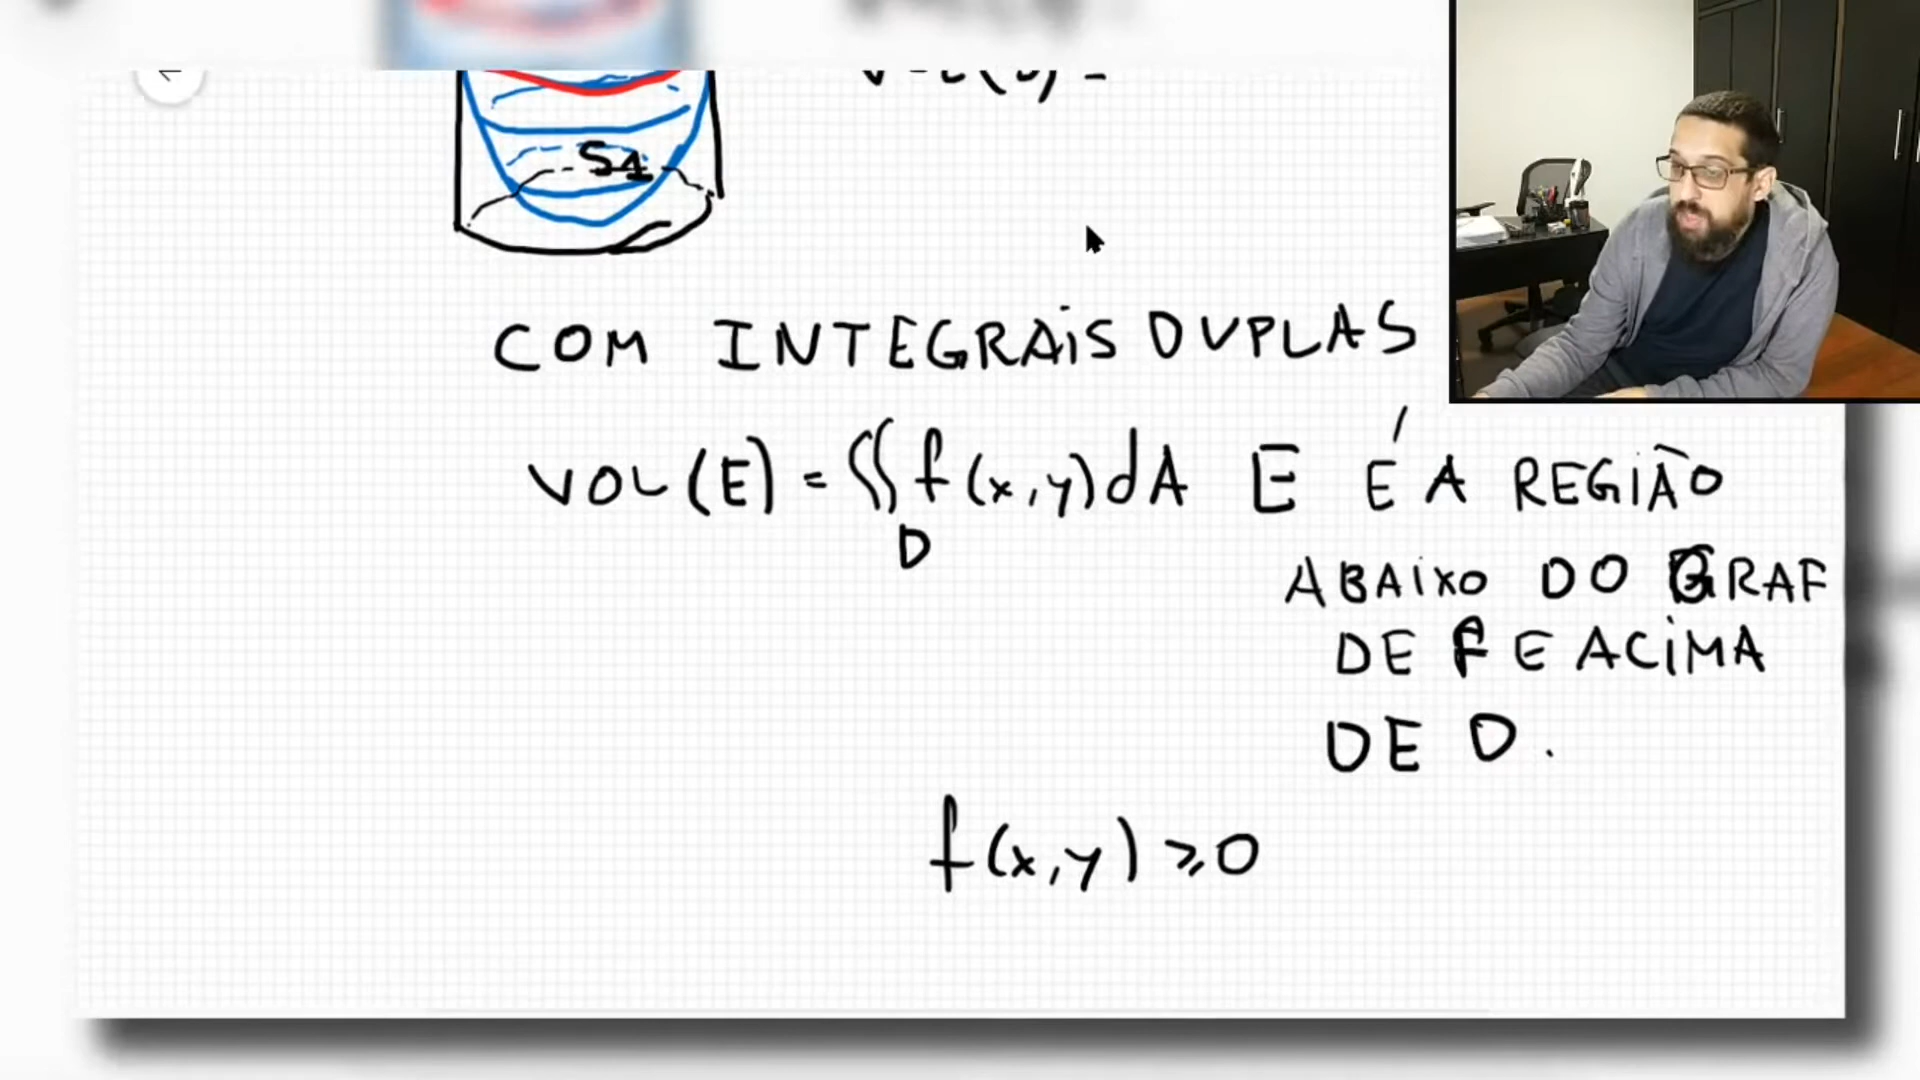 S1
COM INTEGRAIS DUPLAS
VOL(E) = ∬ f(x,y)dA E É A REGIÃO
D
ABAIXO DO GRAF
DE F E ACIMA
DE D.
f(x,y) ⩾ 0